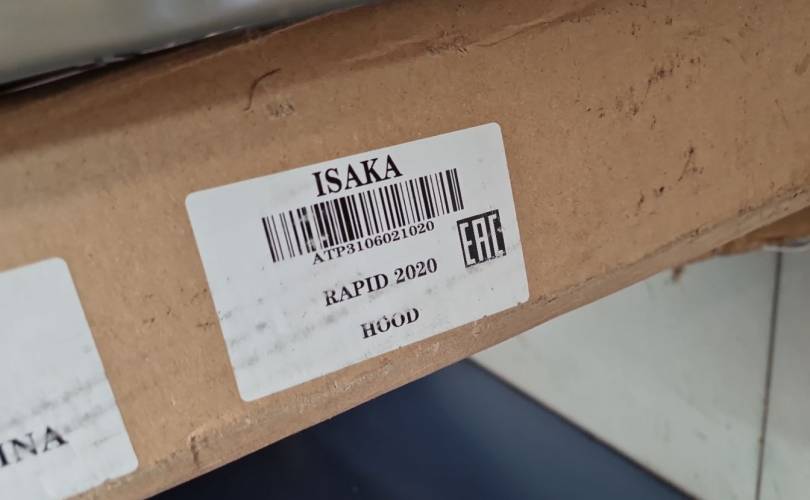 ISAKA
ATP3106021020
EAC
RAPID 2020
HOOD
INA